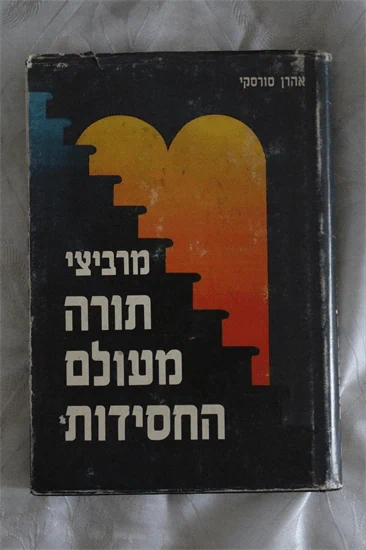 אהרן סורסקי
מרביצי
תורה
מעולם
החסידות